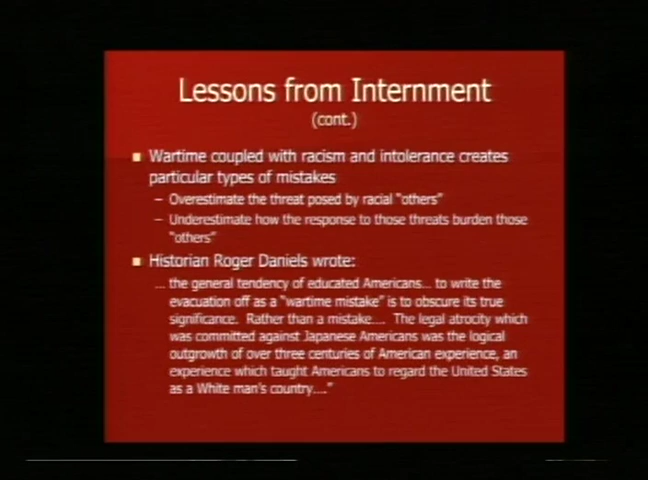 Lessons from Internment
(cont.)
Wartime coupled with racism and intolerance creates
particular types of mistakes
– Overestimate the threat posed by racial "others"
– Underestimate how the response to those threats burden those
"others"
Historian Roger Daniels wrote:
… the general tendency of educated Americans… to write the
evacuation off as a "wartime mistake" is to obscure its true
significance. Rather than a mistake…. The legal atrocity which
was committed against Japanese Americans was the logical
outgrowth of over three centuries of American experience, an
experience which taught Americans to regard the United States
as a White man's country…."